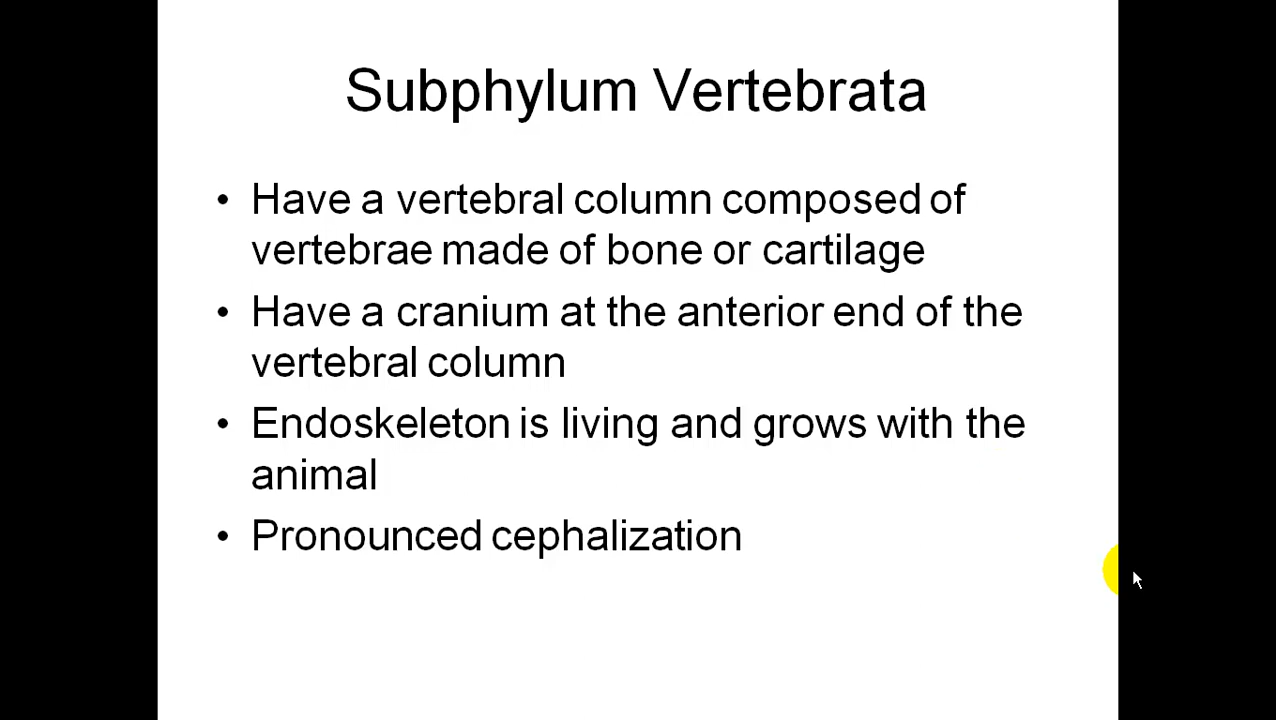 Subphylum Vertebrata
• Have a vertebral column composed of
vertebrae made of bone or cartilage
• Have a cranium at the anterior end of the
vertebral column
• Endoskeleton is living and grows with the
animal
• Pronounced cephalization